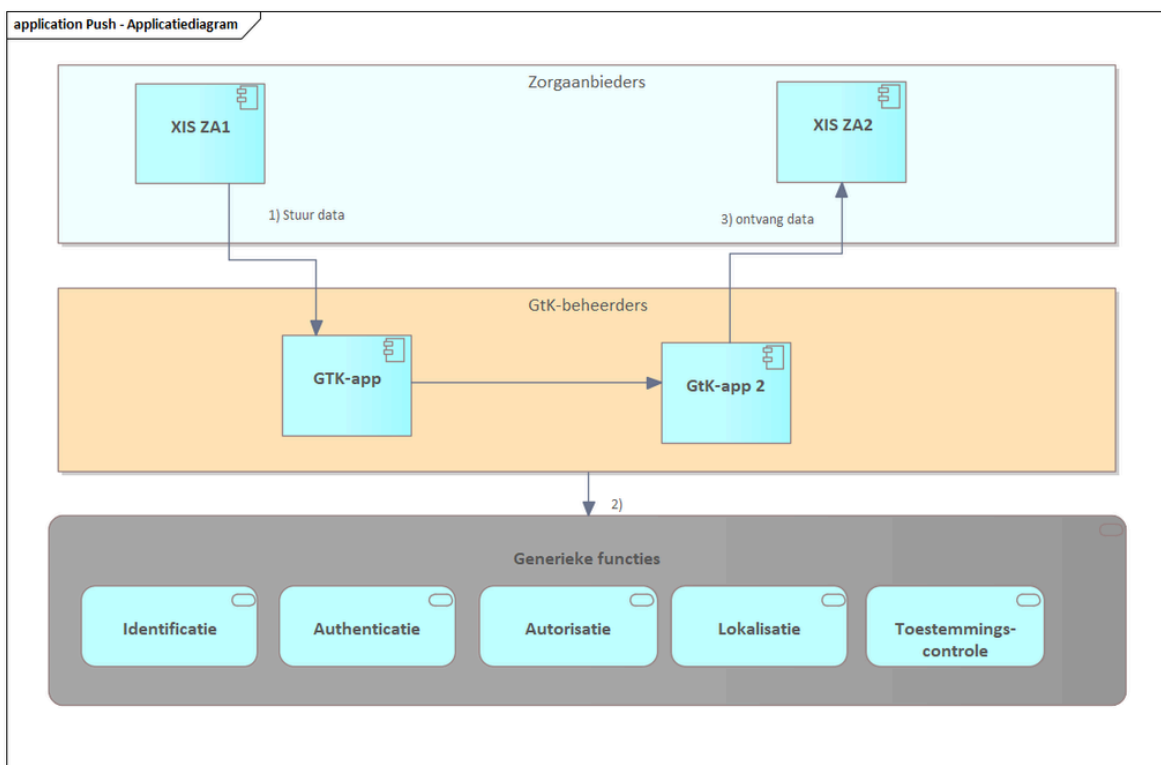 application Push - Applicatiediagram
Zorgaanbieders
XIS ZA1
XIS ZA2
1) Stuur data
3) ontvang data
GtK-beheerders
GTK-app
GtK-app 2
2)
Generieke functies
Identificatie
Authenticatie
Autorisatie
Lokalisatie
Toestemmings-
controle